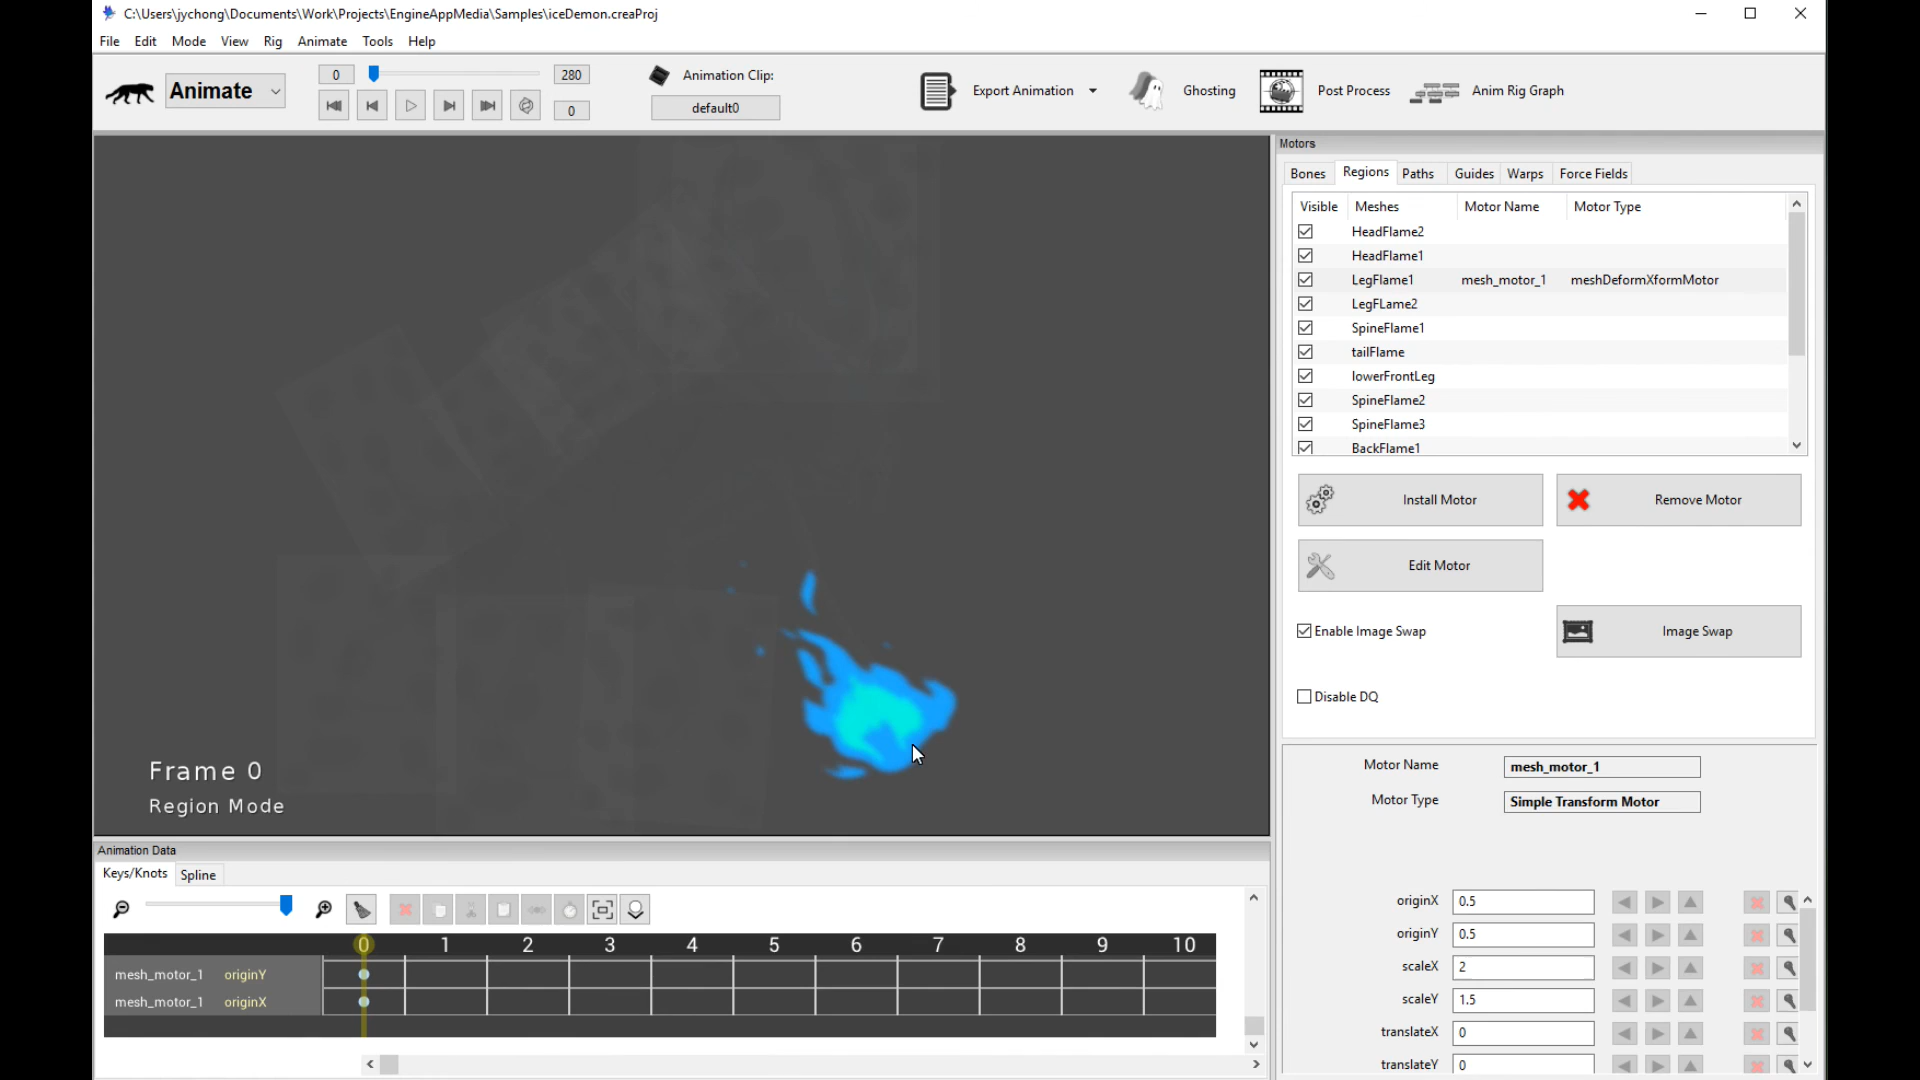 C:\Users\jychong\Documents\Work\Projects\EngineAppMedia\Samples\iceDemon.creaProj
File Edit Mode View Rig Animate Tools Help
Animate
0
280
0
Animation Clip:
default0
Export Animation
Ghosting
Post Process
Anim Rig Graph
Motors
Bones Regions Paths Guides Warps Force Fields
Visible Meshes Motor Name Motor Type
HeadFlame2
HeadFlame1
LegFlame1 mesh_motor_1 meshDeformXformMotor
LegFLame2
SpineFlame1
tailFlame
lowerFrontLeg
SpineFlame2
SpineFlame3
BackFlame1
Install Motor
Remove Motor
Edit Motor
Enable Image Swap
Image Swap
Disable DQ
Frame 0
Region Mode
Motor Name mesh_motor_1
Motor Type Simple Transform Motor
originX 0.5
originY 0.5
scaleX 2
scaleY 1.5
translateX 0
translateY 0
Animation Data
Keys/Knots Spline
0 1 2 3 4 5 6 7 8 9 10
mesh_motor_1 originY
mesh_motor_1 originX